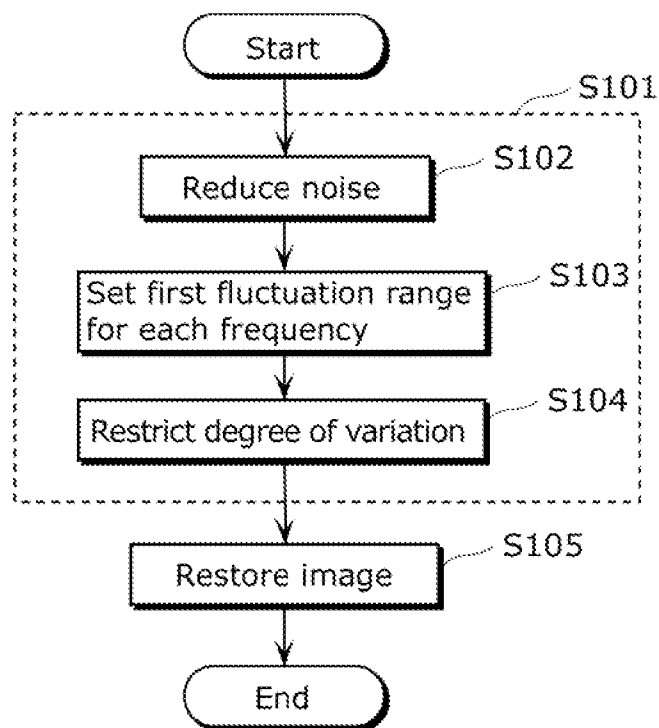 Start
S101
Reduce noise
S102
Set first fluctuation range
for each frequency
S103
Restrict degree of variation
S104
Restore image
S105
End